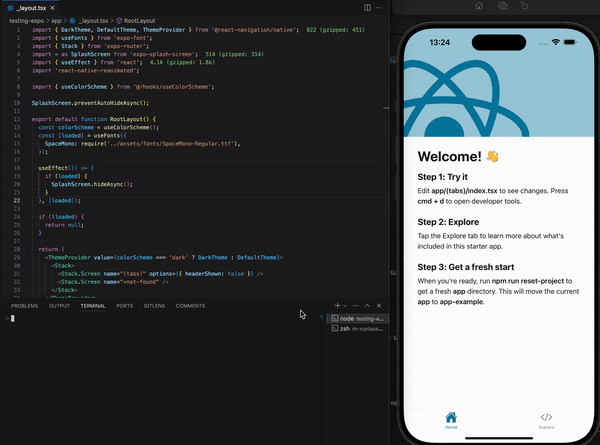 _layout.tsx
testing-expo > app > _layout.tsx > RootLayout
1 import { DarkTheme, DefaultTheme, ThemeProvider } from '@react-navigation/native'; 822 (gzipped: 451)
2 import { useFonts } from 'expo-font';
3 import { Stack } from 'expo-router';
4 import * as SplashScreen from 'expo-splash-screen'; 514 (gzipped: 314)
5 import { useEffect } from 'react'; 4.1k (gzipped: 1.8k)
6 import 'react-native-reanimated';
7
8 import { useColorScheme } from '@/hooks/useColorScheme';
9
10 SplashScreen.preventAutoHideAsync();
11
12 export default function RootLayout() {
13 const colorScheme = useColorScheme();
14 const [loaded] = useFonts({
15 SpaceMono: require('../assets/fonts/SpaceMono-Regular.ttf'),
16 });
17
18 useEffect(() => {
19 if (loaded) {
20 SplashScreen.hideAsync();
21 }
22 }, [loaded]);
23
24 if (!loaded) {
25 return null;
26 }
27
28 return (
29 <ThemeProvider value={colorScheme === 'dark' ? DarkTheme : DefaultTheme}>
30 <Stack>
31 <Stack.Screen name="(tabs)" options={{ headerShown: false }} />
32 <Stack.Screen name="+not-found" />
33 </Stack>
PROBLEMS OUTPUT TERMINAL PORTS GITLENS COMMENTS
node testing-e...
zsh m-curious...
13:24
Welcome! 👋
Step 1: Try it
Edit app/(tabs)/index.tsx to see changes. Press
cmd + d to open developer tools.
Step 2: Explore
Tap the Explore tab to learn more about what's
included in this starter app.
Step 3: Get a fresh start
When you're ready, run npm run reset-project to
get a fresh app directory. This will move the current
app to app-example.
Home
Explore